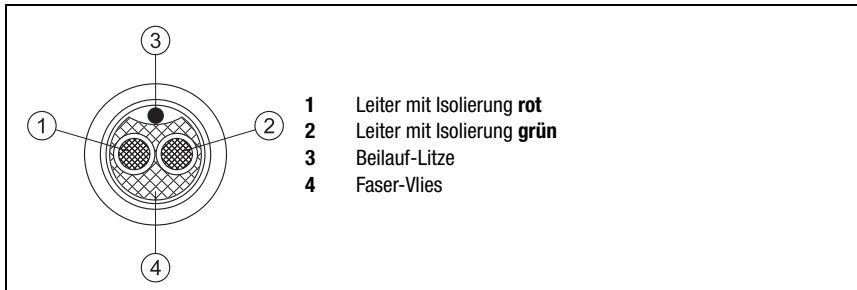 3
1
2
4
1 Leiter mit Isolierung rot
2 Leiter mit Isolierung grün
3 Beilauf-Litze
4 Faser-Vlies